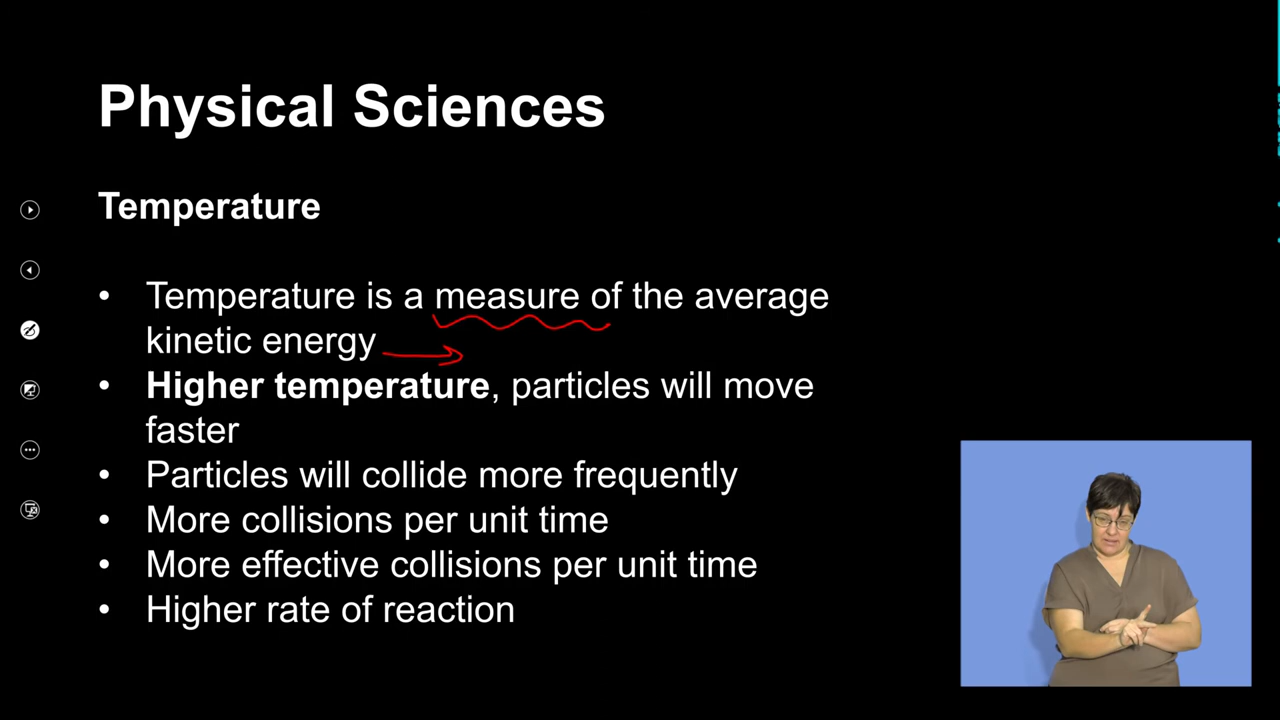 Physical Sciences
Temperature
• Temperature is a measure of the average
kinetic energy
• Higher temperature, particles will move
faster
• Particles will collide more frequently
• More collisions per unit time
• More effective collisions per unit time
• Higher rate of reaction